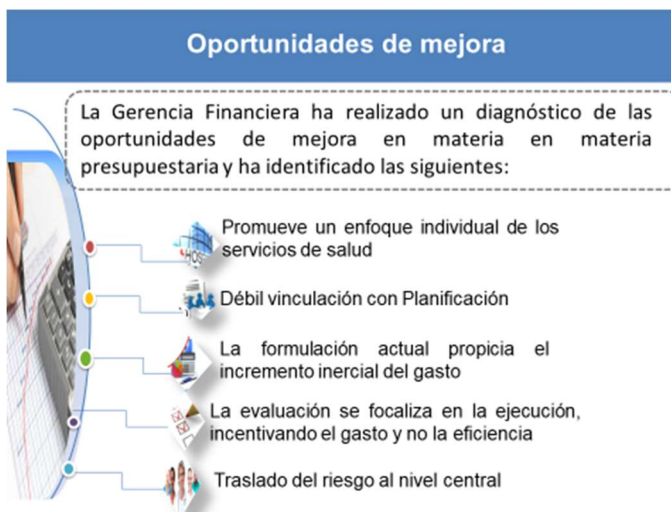 Oportunidades de mejora
La Gerencia Financiera ha realizado un diagnóstico de las
oportunidades de mejora en materia en materia
presupuestaria y ha identificado las siguientes:
Promueve un enfoque individual de los
servicios de salud
HOS
Débil vinculación con Planificación
La formulación actual propicia el
incremento inercial del gasto
La evaluación se focaliza en la ejecución,
incentivando el gasto y no la eficiencia
Traslado del riesgo al nivel central